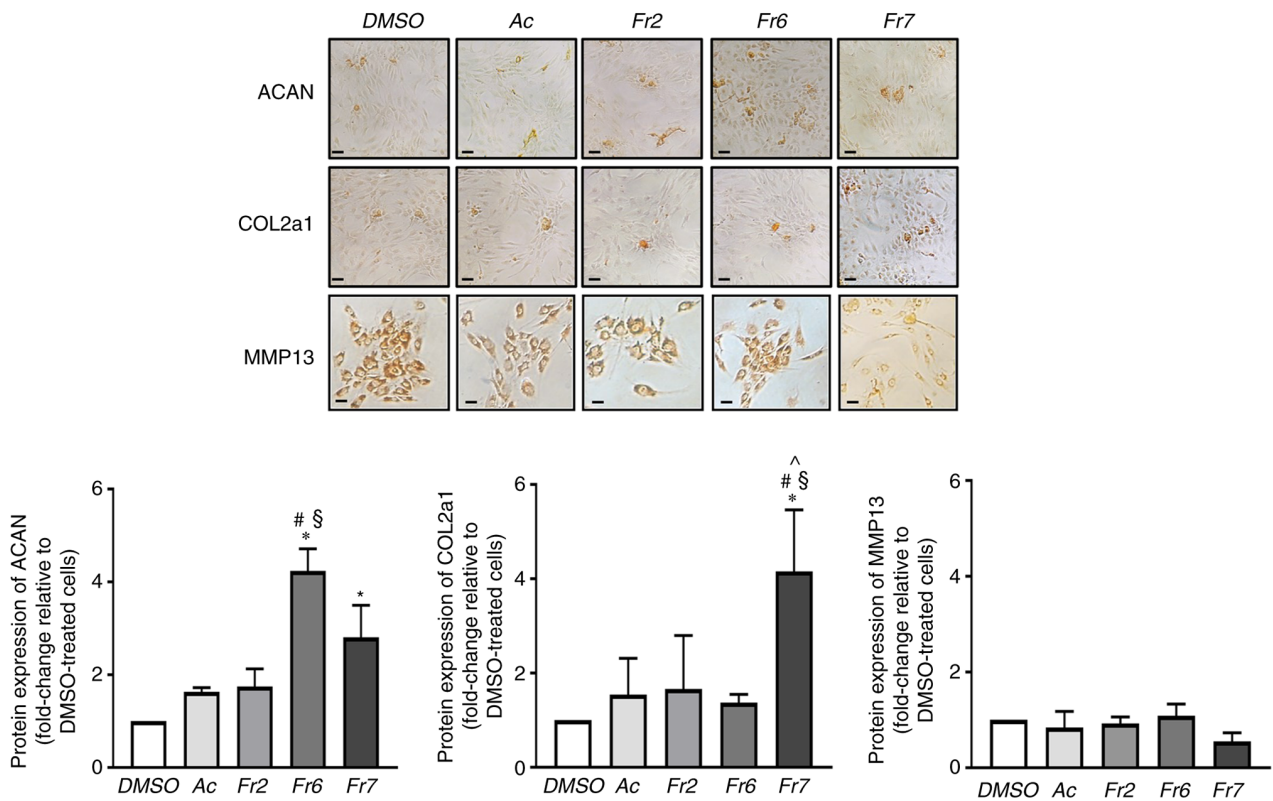 DMSO Ac Fr2 Fr6 Fr7
ACAN
COL2a1
MMP13
Protein expression of ACAN
(fold-change relative to
DMSO-treated cells)
6
4
2
0
# §
*
*
DMSO Ac Fr2 Fr6 Fr7
Protein expression of COL2a1
(fold-change relative to
DMSO-treated cells)
6
4
2
0
^
# §
*
DMSO Ac Fr2 Fr6 Fr7
Protein expression of MMP13
(fold-change relative to
DMSO-treated cells)
6
4
2
0
DMSO Ac Fr2 Fr6 Fr7